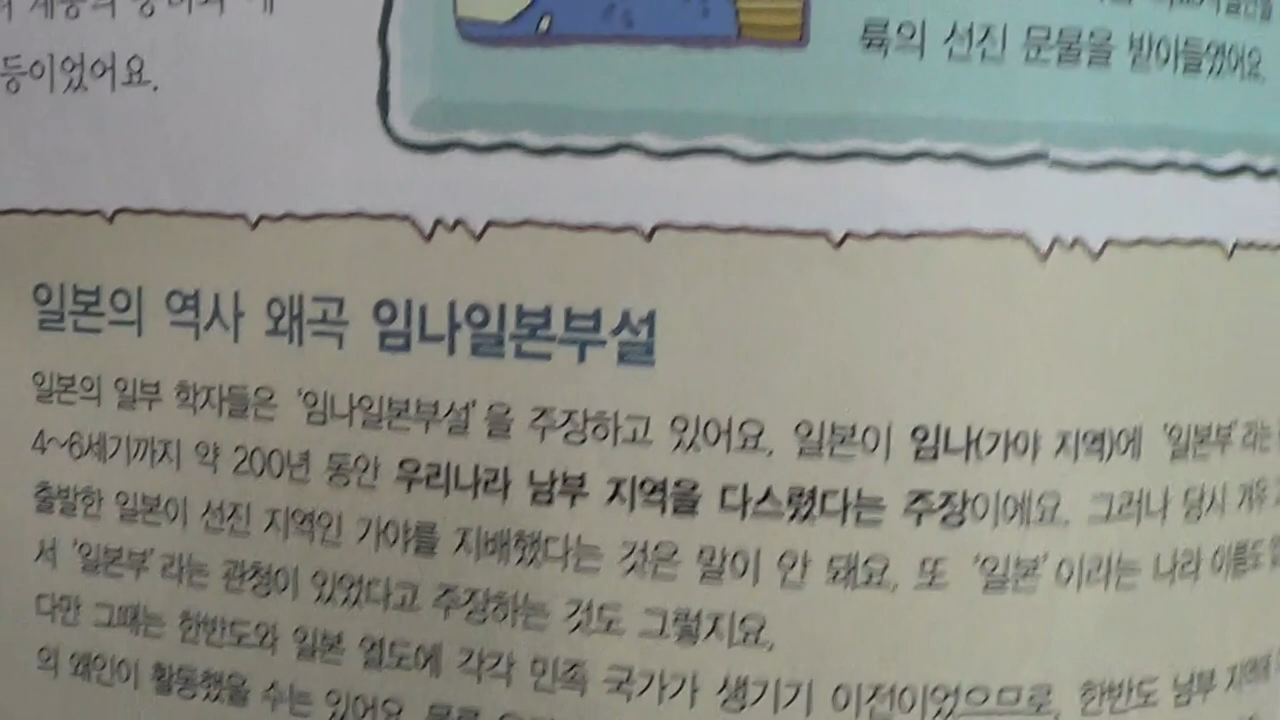 등이었어요.
륙의 선진 문물을 받아들였어요.
일본의 역사 왜곡 임나일본부설
일본의 일부 학자들은 '임나일본부설'을 주장하고 있어요. 일본이 임나(가야 지역)에 '일본부'라는
4~6세기까지 약 200년 동안 우리나라 남부 지역을 다스렸다는 주장이에요. 그러나 당시
출발한 일본이 선진 지역인 가야를 지배했다는 것은 말이 안 돼요. 또 '일본'이라는 나라 이름도
서 '일본부'라는 관청이 있었다고 주장하는 것도 그렇지요.
다만 그때는 한반도와 일본 열도에 각각 민족 국가가 생기기 이전이었으므로, 한반도 남부
의 왜인이 활동했을 수는 있어요.